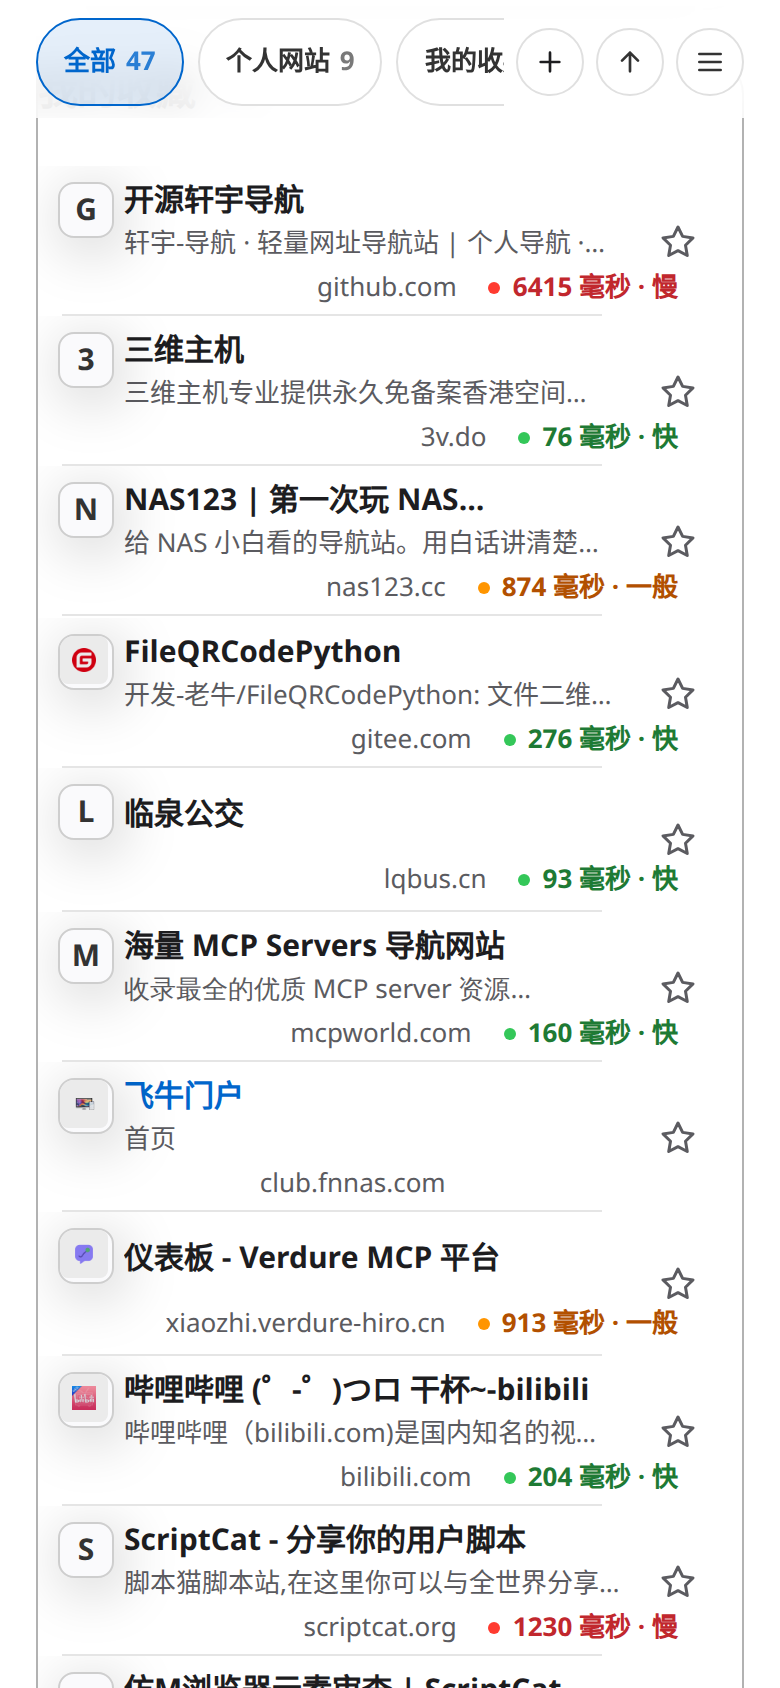 全部 47
个人网站 9
我的收
G
开源轩宇导航
轩宇-导航 · 轻量网址导航站 | 个人导航 ·...
github.com 6415 毫秒 · 慢
3
三维主机
三维主机专业提供永久免备案香港空间...
3v.do 76 毫秒 · 快
N
NAS123 | 第一次玩 NAS...
给 NAS 小白看的导航站。用白话讲清楚...
nas123.cc 874 毫秒 · 一般
FileQRCodePython
开发-老牛/FileQRCodePython: 文件二维...
gitee.com 276 毫秒 · 快
L
临泉公交
lqbus.cn 93 毫秒 · 快
M
海量 MCP Servers 导航网站
收录最全的优质 MCP server 资源...
mcpworld.com 160 毫秒 · 快
飞牛门户
首页
club.fnnas.com
仪表板 - Verdure MCP 平台
xiaozhi.verdure-hiro.cn 913 毫秒 · 一般
哔哩哔哩 (゜-゜)つロ 干杯~-bilibili
哔哩哔哩（bilibili.com)是国内知名的视...
bilibili.com 204 毫秒 · 快
S
ScriptCat - 分享你的用户脚本
脚本猫脚本站,在这里你可以与全世界分享...
scriptcat.org 1230 毫秒 · 慢
仿M浏览器元素审查 | ScriptCat